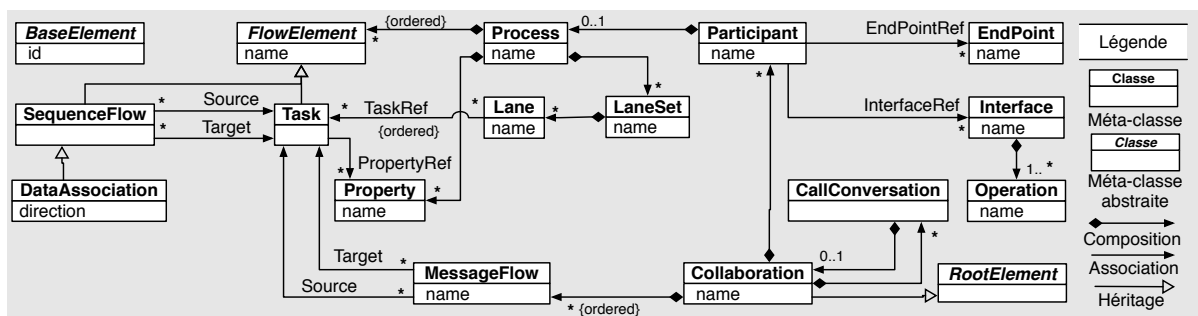 {ordered}
0..1
BaseElement
id
FlowElement
name
*
Process
name
Participant
name
EndPointRef
*
EndPoint
name
Légende
SequenceFlow
*
Source
*
Target
Task
*
TaskRef
{ordered}
*
Lane
name
*
*
LaneSet
name
InterfaceRef
*
Interface
name
Classe
Méta-classe
Classe
Méta-classe
abstraite
PropertyRef
*
*
*
DataAssociation
direction
Property
name
CallConversation
1.. *
Operation
name
*
Composition
Target
*
MessageFlow
name
0..1
Collaboration
name
RootElement
Association
Source
*
* {ordered}
Héritage